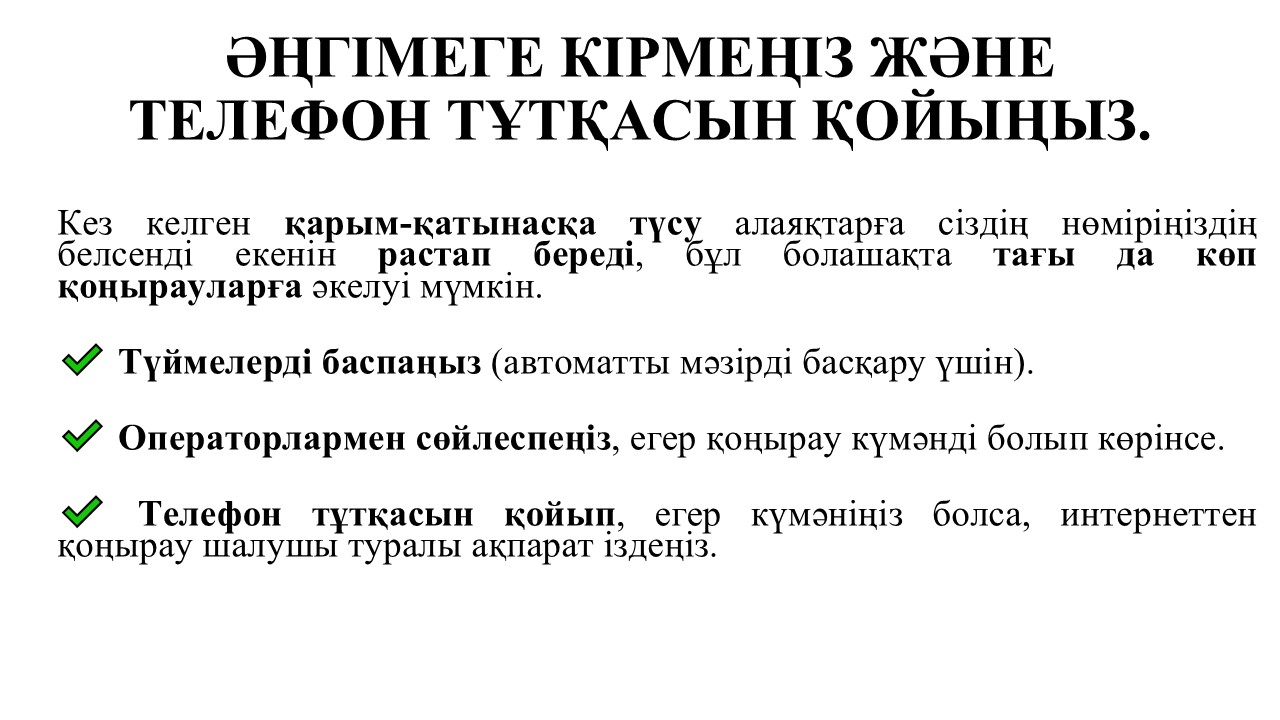 ӘҢГІМЕГЕ КІРМЕҢІЗ ЖӘНЕ
ТЕЛЕФОН ТҰТҚАСЫН ҚОЙЫҢЫЗ.
Кез келген қарым-қатынасқа түсу алаяқтарға сіздің нөміріңіздің
белсенді екенін растап береді, бұл болашақта тағы да көп
қоңырауларға әкелуі мүмкін.
Түймелерді баспаңыз (автоматты мәзірді басқару үшін).
Операторлармен сөйлеспеңіз, егер қоңырау күмәнді болып көрінсе.
Телефон тұтқасын қойып, егер күмәніңіз болса, интернеттен
қоңырау шалушы туралы ақпарат іздеңіз.